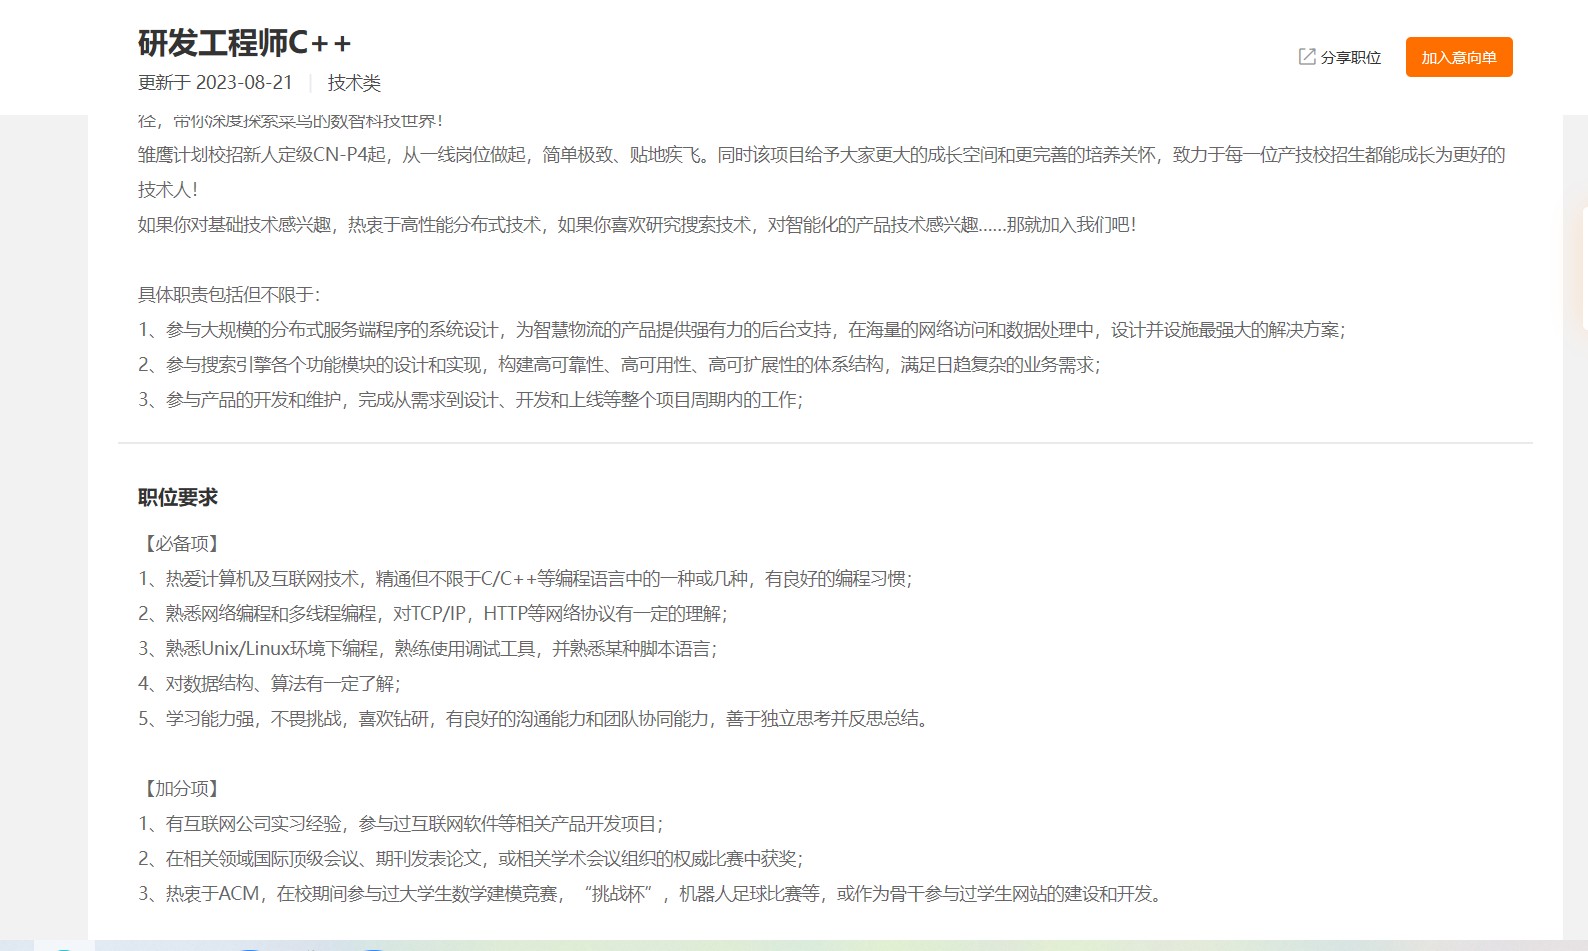 研发工程师C++
更新于 2023-08-21
技术类
分享职位
加入意向单
径，带你深度探索菜鸟的数智科技世界！
雏鹰计划校招新人定级CN-P4起，从一线岗位做起，简单极致、贴地疾飞。同时该项目给予大家更大的成长空间和更完善的培养关怀，致力于每一位产技校招生都能成长为更好的
技术人！
如果你对基础技术感兴趣，热衷于高性能分布式技术，如果你喜欢研究搜索技术，对智能化的产品技术感兴趣……那就加入我们吧！
具体职责包括但不限于：
1、参与大规模的分布式服务端程序的系统设计，为智慧物流的产品提供强有力的后台支持，在海量的网络访问和数据处理中，设计并设施最强大的解决方案；
2、参与搜索引擎各个功能模块的设计和实现，构建高可靠性、高可用性、高可扩展性的体系结构，满足日趋复杂的业务需求；
3、参与产品的开发和维护，完成从需求到设计、开发和上线等整个项目周期内的工作；
职位要求
【必备项】
1、热爱计算机及互联网技术，精通但不限于C/C++等编程语言中的一种或几种，有良好的编程习惯；
2、熟悉网络编程和多线程编程，对TCP/IP，HTTP等网络协议有一定的理解；
3、熟悉Unix/Linux环境下编程，熟练使用调试工具，并熟悉某种脚本语言；
4、对数据结构、算法有一定了解；
5、学习能力强，不畏挑战，喜欢钻研，有良好的沟通能力和团队协同能力，善于独立思考并反思总结。
【加分项】
1、有互联网公司实习经验，参与过互联网软件等相关产品开发项目；
2、在相关领域国际顶级会议、期刊发表论文，或相关学术会议组织的权威比赛中获奖；
3、热衷于ACM，在校期间参与过大学生数学建模竞赛，“挑战杯”，机器人足球比赛等，或作为骨干参与过学生网站的建设和开发。